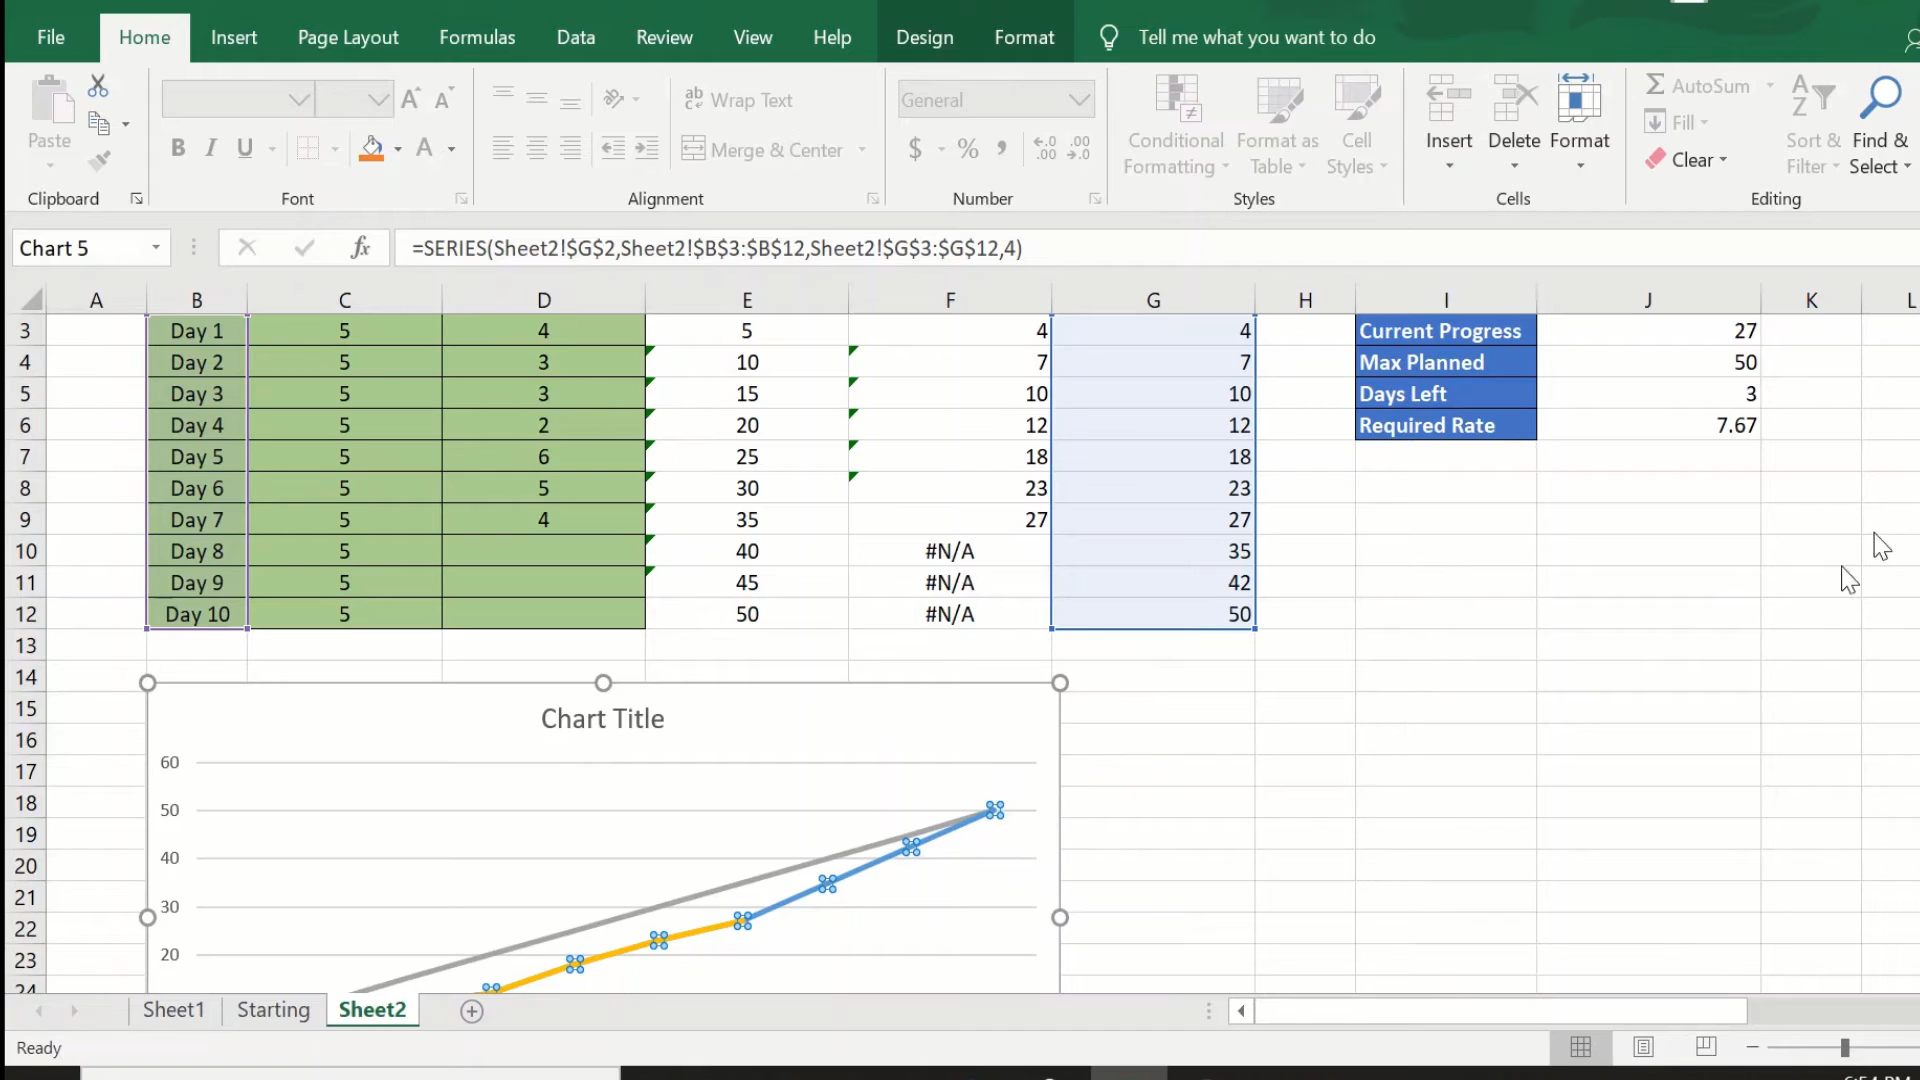 File Home Insert Page Layout Formulas Data Review View Help Design Format Tell me what you want to do
Paste
B I U A
ab Wrap Text
Merge & Center
General
$ % ,
Conditional Formatting
Format as Table
Cell Styles
Insert Delete Format
AutoSum
Fill
Clear
Sort & Filter
Find & Select
Clipboard Font Alignment Number Styles Cells Editing
Chart 5 fx =SERIES(Sheet2!$G$2,Sheet2!$B$3:$B$12,Sheet2!$G$3:$G$12,4)
A B C D E F G H I J K L
3 Day 1 5 4 5 4 4 Current Progress 27
4 Day 2 5 3 10 7 7 Max Planned 50
5 Day 3 5 3 15 10 10 Days Left 3
6 Day 4 5 2 20 12 12 Required Rate 7.67
7 Day 5 5 6 25 18 18
8 Day 6 5 5 30 23 23
9 Day 7 5 4 35 27 27
10 Day 8 5 40 #N/A 35
11 Day 9 5 45 #N/A 42
12 Day 10 5 50 #N/A 50
13
14
15 Chart Title
16
17 60
18 50
19
20 40
21
22 30
23 20
24
Sheet1 Starting Sheet2
Ready